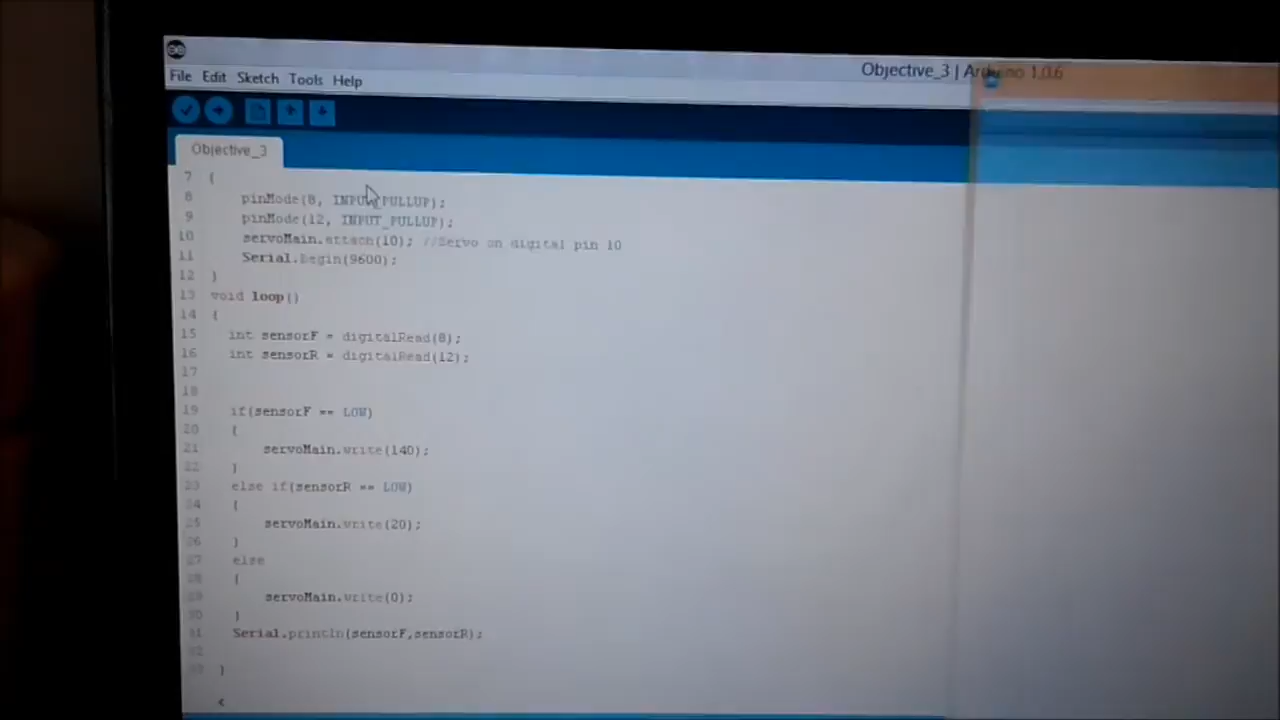 Objective_3 | Arduino 1.0.6
File Edit Sketch Tools Help
Objective_3
7 {
8 pinMode(8, INPUT_PULLUP);
9 pinMode(12, INPUT_PULLUP);
10 servoMain.attach(10); //Servo on digital pin 10
11 Serial.begin(9600);
12 }
13 void loop()
14 {
15 int sensorF = digitalRead(8);
16 int sensorR = digitalRead(12);
17
18
19 if(sensorF == LOW)
20 {
21 servoMain.write(140);
22 }
23 else if(sensorR == LOW)
24 {
25 servoMain.write(20);
26 }
27 else
28 {
29 servoMain.write(0);
30 }
31 Serial.println(sensorF,sensorR);
32
33 }